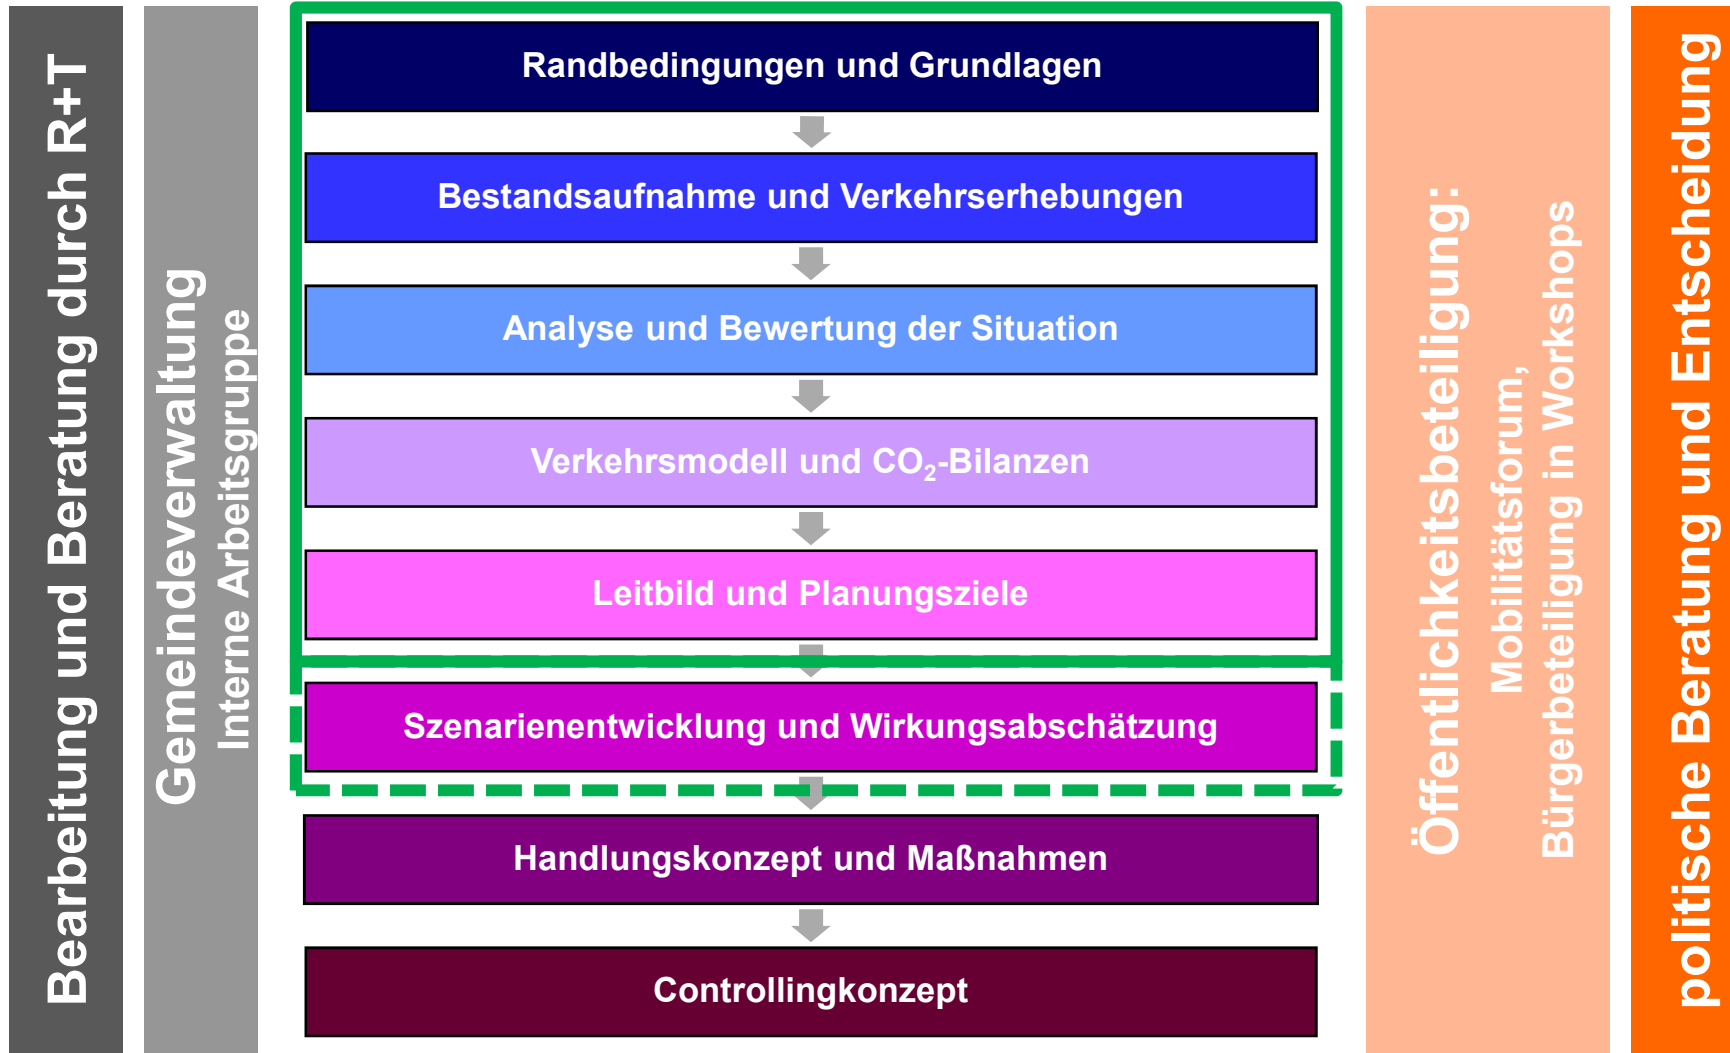 Bearbeitung und Beratung durch R+T
Gemeindeverwaltung
Interne Arbeitsgruppe
Randbedingungen und Grundlagen
Bestandsaufnahme und Verkehrserhebungen
Analyse und Bewertung der Situation
Verkehrsmodell und CO₂-Bilanzen
Leitbild und Planungsziele
Szenarienentwicklung und Wirkungsabschätzung
Handlungskonzept und Maßnahmen
Controllingkonzept
Öffentlichkeitsbeteiligung:
Mobilitätsforum,
Bürgerbeteiligung in Workshops
politische Beratung und Entscheidung